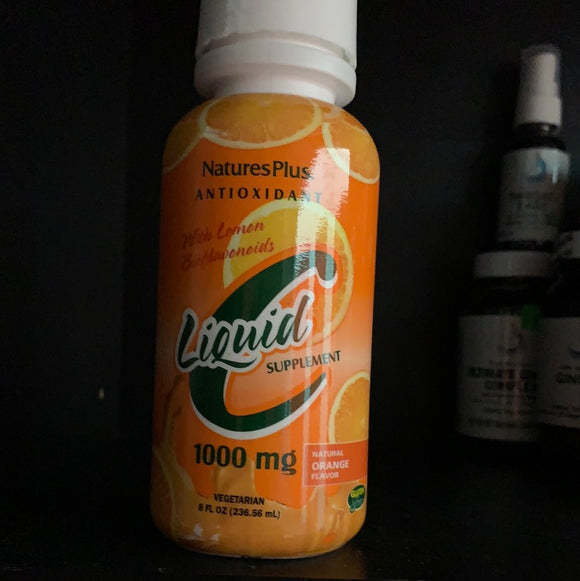 NaturesPlus.
ANTIOXIDANT
With Lemon
Bioflavonoids
Liquid
C
SUPPLEMENT
1000 mg
NATURAL
ORANGE
FLAVOR
VEGETARIAN
8 FL OZ (236.56 mL)